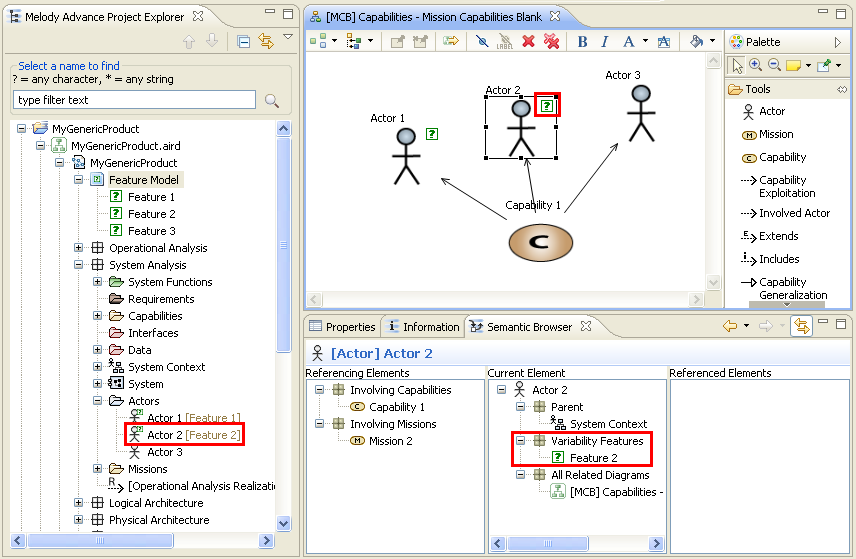 Melody Advance Project Explorer
Select a name to find
? = any character, * = any string
type filter text
MyGenericProduct
MyGenericProduct.aird
MyGenericProduct
Feature Model
Feature 1
Feature 2
Feature 3
Operational Analysis
System Analysis
System Functions
Requirements
Capabilities
Interfaces
Data
System Context
System
Actors
Actor 1 [Feature 1]
Actor 2 [Feature 2]
Actor 3
Missions
[Operational Analysis Realizatio
Logical Architecture
Physical Architecture
[MCB] Capabilities - Mission Capabilities Blank
LABEL
B I A A
Actor 1
Actor 2
Actor 3
Capability 1
C
Palette
Tools
Actor
Mission
Capability
Capability
Exploitation
Involved Actor
Extends
Includes
Capability
Generalization
Properties
Information
Semantic Browser
[Actor] Actor 2
Referencing Elements
Involving Capabilities
Capability 1
Involving Missions
Mission 2
Current Element
Actor 2
Parent
System Context
Variability Features
Feature 2
All Related Diagrams
[MCB] Capabilities -
Referenced Elements